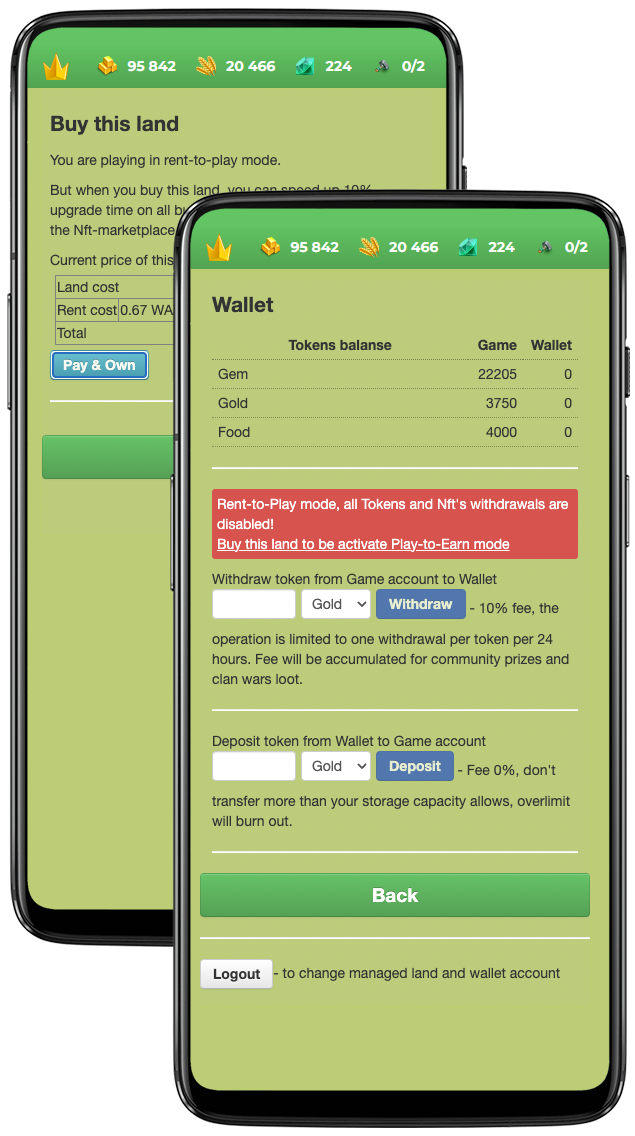 95 842 20 466 224 0/2
Buy this land
You are playing in rent-to-play mode.
But when you buy this land, you can speed up 10%
upgrade time on all
the Nft-marketplace
Current price of this
Land cost
Rent cost 0.67
Total
Pay & Own
95 842 20 466 224 0/2
Wallet
Tokens balanse Game Wallet
Gem 22205 0
Gold 3750 0
Food 4000 0
Rent-to-Play mode, all Tokens and Nft's withdrawals are
disabled!
Buy this land to be activate Play-to-Earn mode
Withdraw token from Game account to Wallet
Gold Withdraw - 10% fee, the
operation is limited to one withdrawal per token per 24
hours. Fee will be accumulated for community prizes and
clan wars loot.
Deposit token from Wallet to Game account
Gold Deposit - Fee 0%, don't
transfer more than your storage capacity allows, overlimit
will burn out.
Back
Logout - to change managed land and wallet account